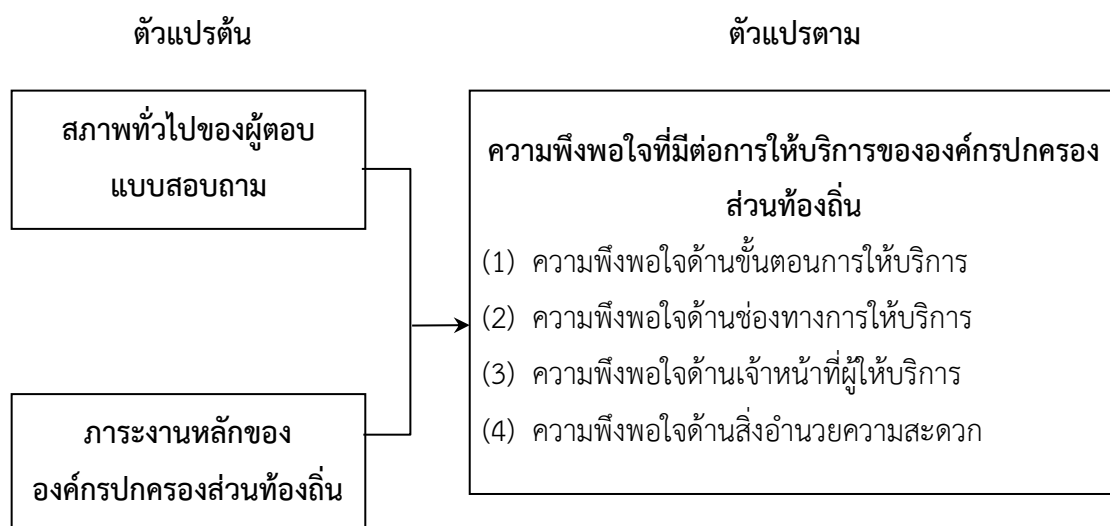 ตัวแปรต้น
ตัวแปรตาม
สภาพทั่วไปของผู้ตอบ
แบบสอบถาม
ภาระงานหลักของ
องค์กรปกครองส่วนท้องถิ่น
ความพึงพอใจที่มีต่อการให้บริการขององค์กรปกครอง
ส่วนท้องถิ่น
(1) ความพึงพอใจด้านขั้นตอนการให้บริการ
(2) ความพึงพอใจด้านช่องทางการให้บริการ
(3) ความพึงพอใจด้านเจ้าหน้าที่ผู้ให้บริการ
(4) ความพึงพอใจด้านสิ่งอำนวยความสะดวก